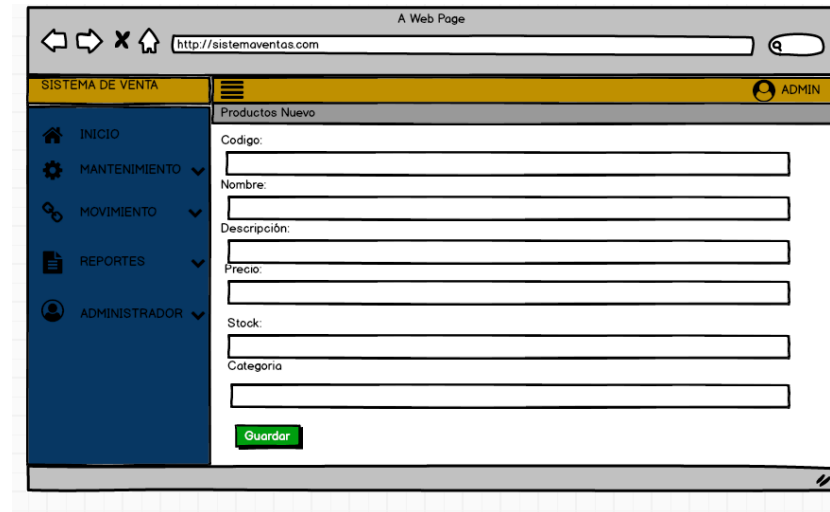 A Web Page
http://sistemaventas.com
SISTEMA DE VENTA
ADMIN
Productos Nuevo
INICIO
MANTENIMIENTO
MOVIMIENTO
REPORTES
ADMINISTRADOR
Codigo:
Nombre:
Descripción:
Precio:
Stock:
Categoria
Guardar